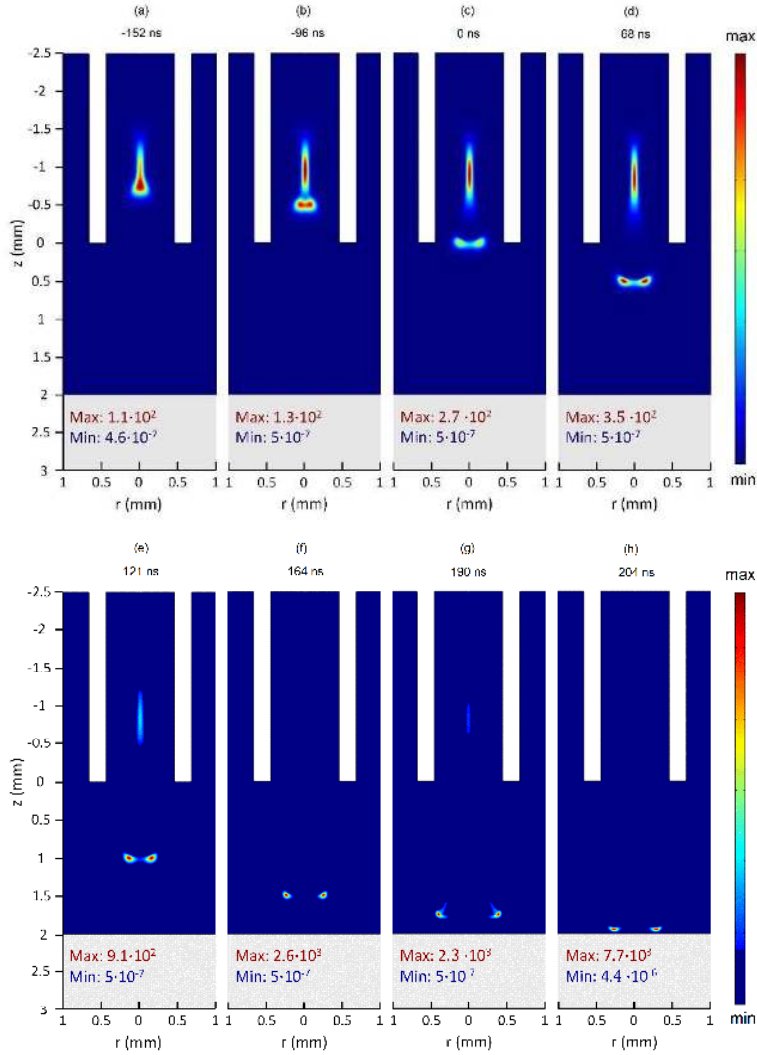 (a) (b) (c) (d)
-152 ns -96 ns 0 ns 68 ns
max
-2.5
-2
-1.5
-1
-0.5
0
0.5
1
1.5
2
2.5
3
z (mm)
Max: 1.1·10² Max: 1.3·10² Max: 2.7 ·10² Max: 3.5 ·10²
Min: 4.6·10⁻⁷ Min: 5·10⁻⁷ Min: 5·10⁻⁷ Min: 5·10⁻⁷
min
1 0.5 0 0.5 1 0.5 0 0.5 1 0.5 0 0.5 1 0.5 0 0.5 1
r (mm) r (mm) r (mm) r (mm)
(e) (f) (g) (h)
121 ns 164 ns 190 ns 204 ns
max
-2.5
-2
-1.5
-1
-0.5
0
0.5
1
1.5
2
2.5
3
z (mm)
Max: 9.1·10² Max: 2.6·10³ Max: 2.3 ·10³ Max: 7.7·10³
Min: 5·10⁻⁷ Min: 5·10⁻⁷ Min: 5·10⁻⁷ Min: 4.4 ·10⁻⁶
min
1 0.5 0 0.5 1 0.5 0 0.5 1 0.5 0 0.5 1 0.5 0 0.5 1
r (mm) r (mm) r (mm) r (mm)